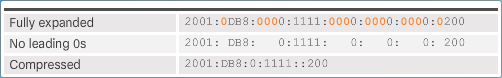 Fully expanded 2001:0DB8:0000:1111:0000:0000:0000:0200
No leading 0s 2001: DB8:   0:1111:   0:   0:   0: 200
Compressed 2001:DB8:0:1111::200